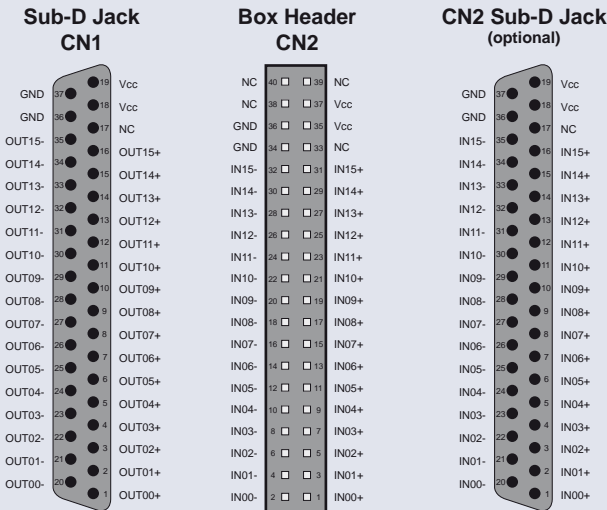 Sub-D Jack
CN1
GND 37 19 Vcc
GND 36 18 Vcc
OUT15- 35 17 NC
OUT14- 34 16 OUT15+
OUT13- 33 15 OUT14+
OUT12- 32 14 OUT13+
OUT11- 31 13 OUT12+
OUT10- 30 12 OUT11+
OUT09- 29 11 OUT10+
OUT08- 28 10 OUT09+
OUT07- 27 9 OUT08+
OUT06- 26 8 OUT07+
OUT05- 25 7 OUT06+
OUT04- 24 6 OUT05+
OUT03- 23 5 OUT04+
OUT02- 22 4 OUT03+
OUT01- 21 3 OUT02+
OUT00- 20 2 OUT01+
1 OUT00+
Box Header
CN2
NC 40 39 NC
NC 38 37 Vcc
GND 36 35 Vcc
GND 34 33 NC
IN15- 32 31 IN15+
IN14- 30 29 IN14+
IN13- 28 27 IN13+
IN12- 26 25 IN12+
IN11- 24 23 IN11+
IN10- 22 21 IN10+
IN09- 20 19 IN09+
IN08- 18 17 IN08+
IN07- 16 15 IN07+
IN06- 14 13 IN06+
IN05- 12 11 IN05+
IN04- 10 9 IN04+
IN03- 8 7 IN03+
IN02- 6 5 IN02+
IN01- 4 3 IN01+
IN00- 2 1 IN00+
CN2 Sub-D Jack
(optional)
GND 37 19 Vcc
GND 36 18 Vcc
IN15- 35 17 NC
IN14- 34 16 IN15+
IN13- 33 15 IN14+
IN12- 32 14 IN13+
IN11- 31 13 IN12+
IN10- 30 12 IN11+
IN09- 29 11 IN10+
IN08- 28 10 IN09+
IN07- 27 9 IN08+
IN06- 26 8 IN07+
IN05- 25 7 IN06+
IN04- 24 6 IN05+
IN03- 23 5 IN04+
IN02- 22 4 IN03+
IN01- 21 3 IN02+
IN00- 20 2 IN01+
1 IN00+